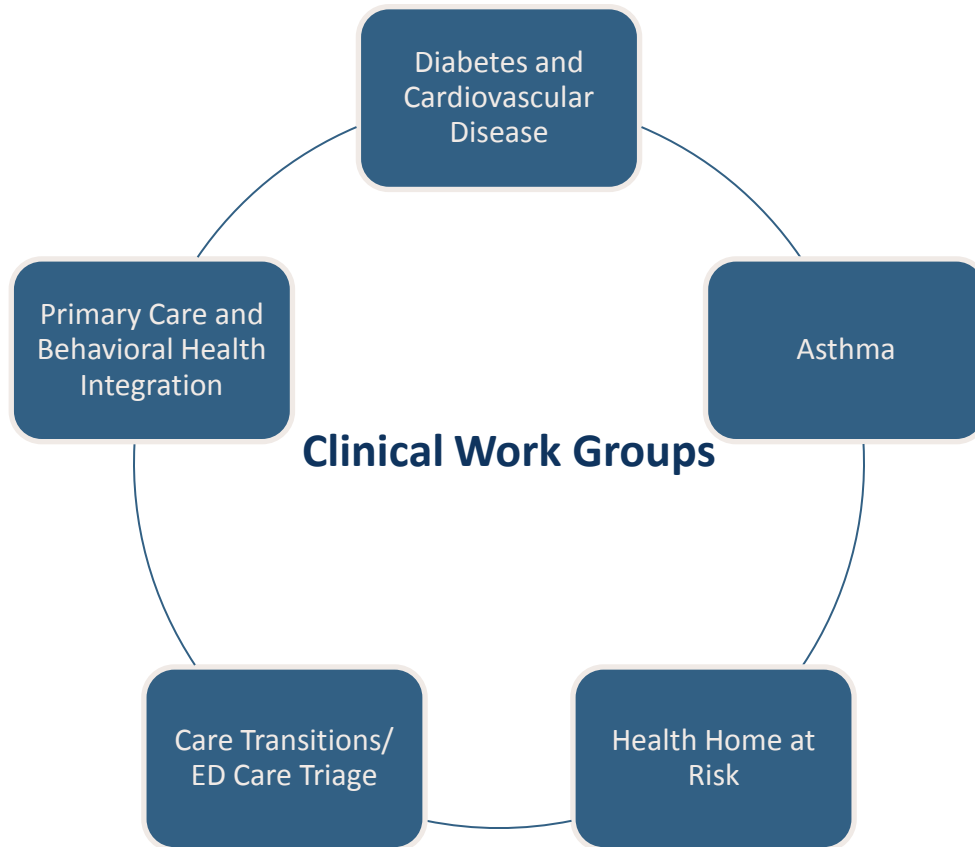 Diabetes and
Cardiovascular
Disease
Primary Care and
Behavioral Health
Integration
Asthma
Clinical Work Groups
Care Transitions/
ED Care Triage
Health Home at
Risk